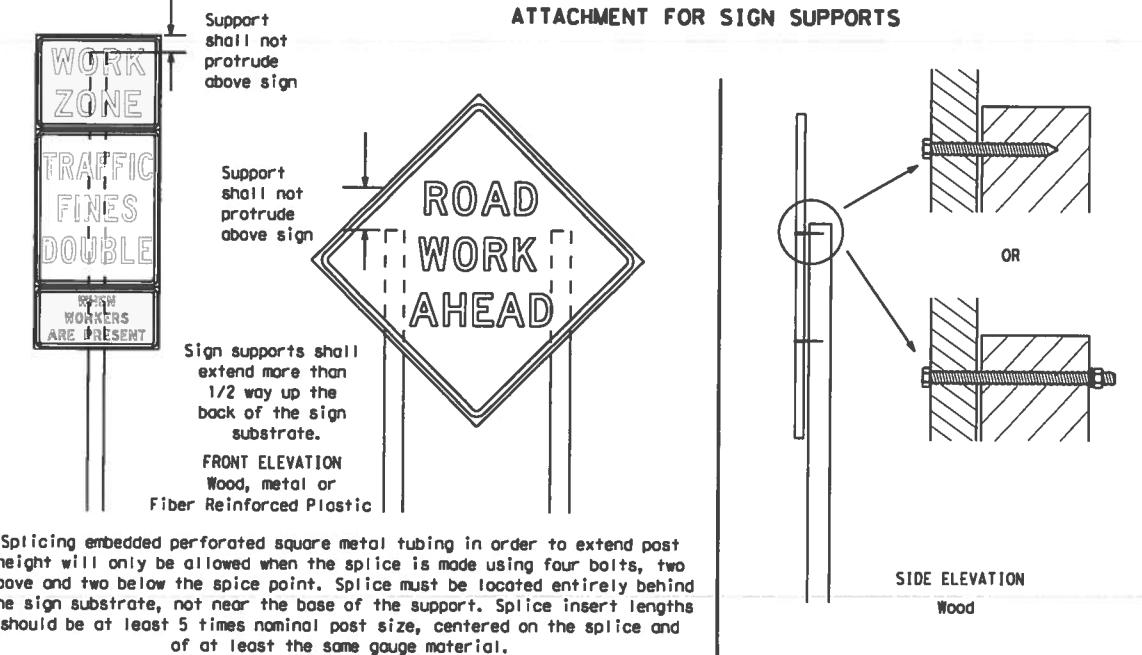 ATTACHMENT FOR SIGN SUPPORTS
Support
shall not
protrude
above sign
WORK
ZONE
TRAFFIC
FINES
DOUBLE
WHEN
WORKERS
ARE PRESENT
Support
shall not
protrude
above sign
ROAD
WORK
AHEAD
Sign supports shall
extend more than
1/2 way up the
back of the sign
substrate.
FRONT ELEVATION
Wood, metal or
Fiber Reinforced Plastic
OR
SIDE ELEVATION
Wood
Splicing embedded perforated square metal tubing in order to extend post
height will only be allowed when the splice is made using four bolts, two
above and two below the spice point. Splice must be located entirely behind
the sign substrate, not near the base of the support. Splice insert lengths
should be at least 5 times nominal post size, centered on the splice and
of at least the same gauge material.